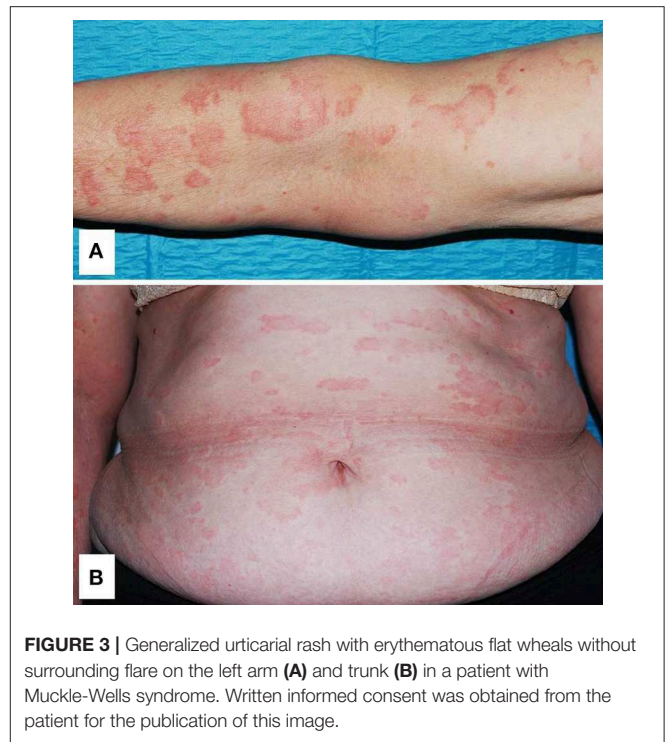 A
B
FIGURE 3 | Generalized urticarial rash with erythematous flat wheals without
surrounding flare on the left arm (A) and trunk (B) in a patient with
Muckle-Wells syndrome. Written informed consent was obtained from the
patient for the publication of this image.